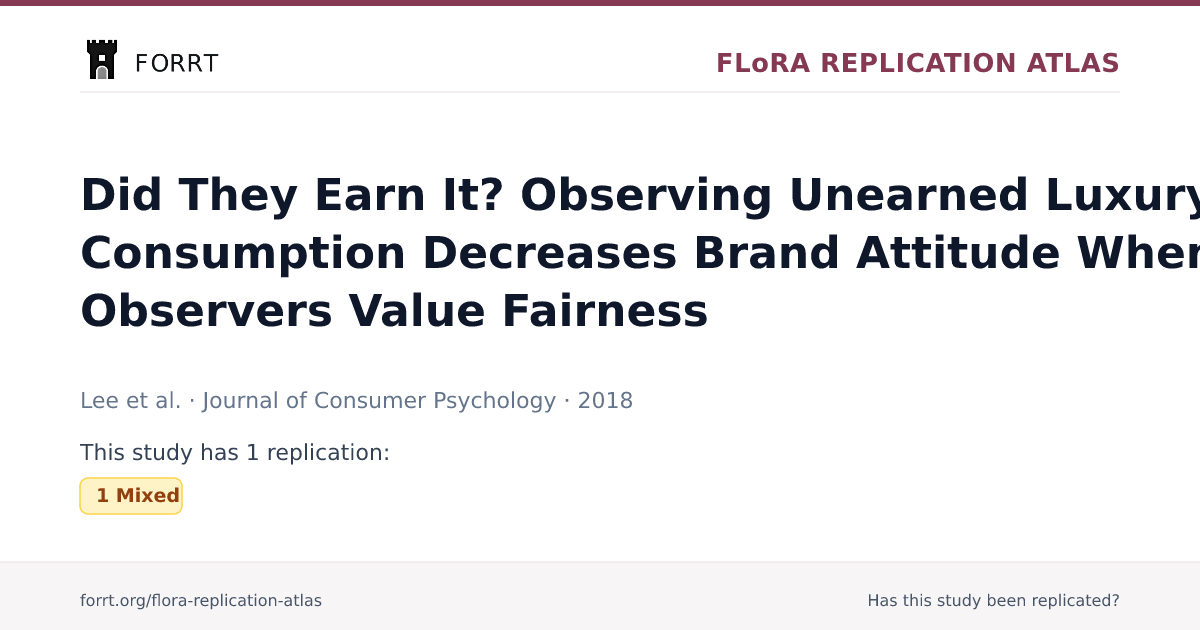 FORRT
FLoRA REPLICATION ATLAS
Did They Earn It? Observing Unearned Luxury
Consumption Decreases Brand Attitude When
Observers Value Fairness
Lee et al. · Journal of Consumer Psychology · 2018
This study has 1 replication:
1 Mixed
forrt.org/flora-replication-atlas
Has this study been replicated?